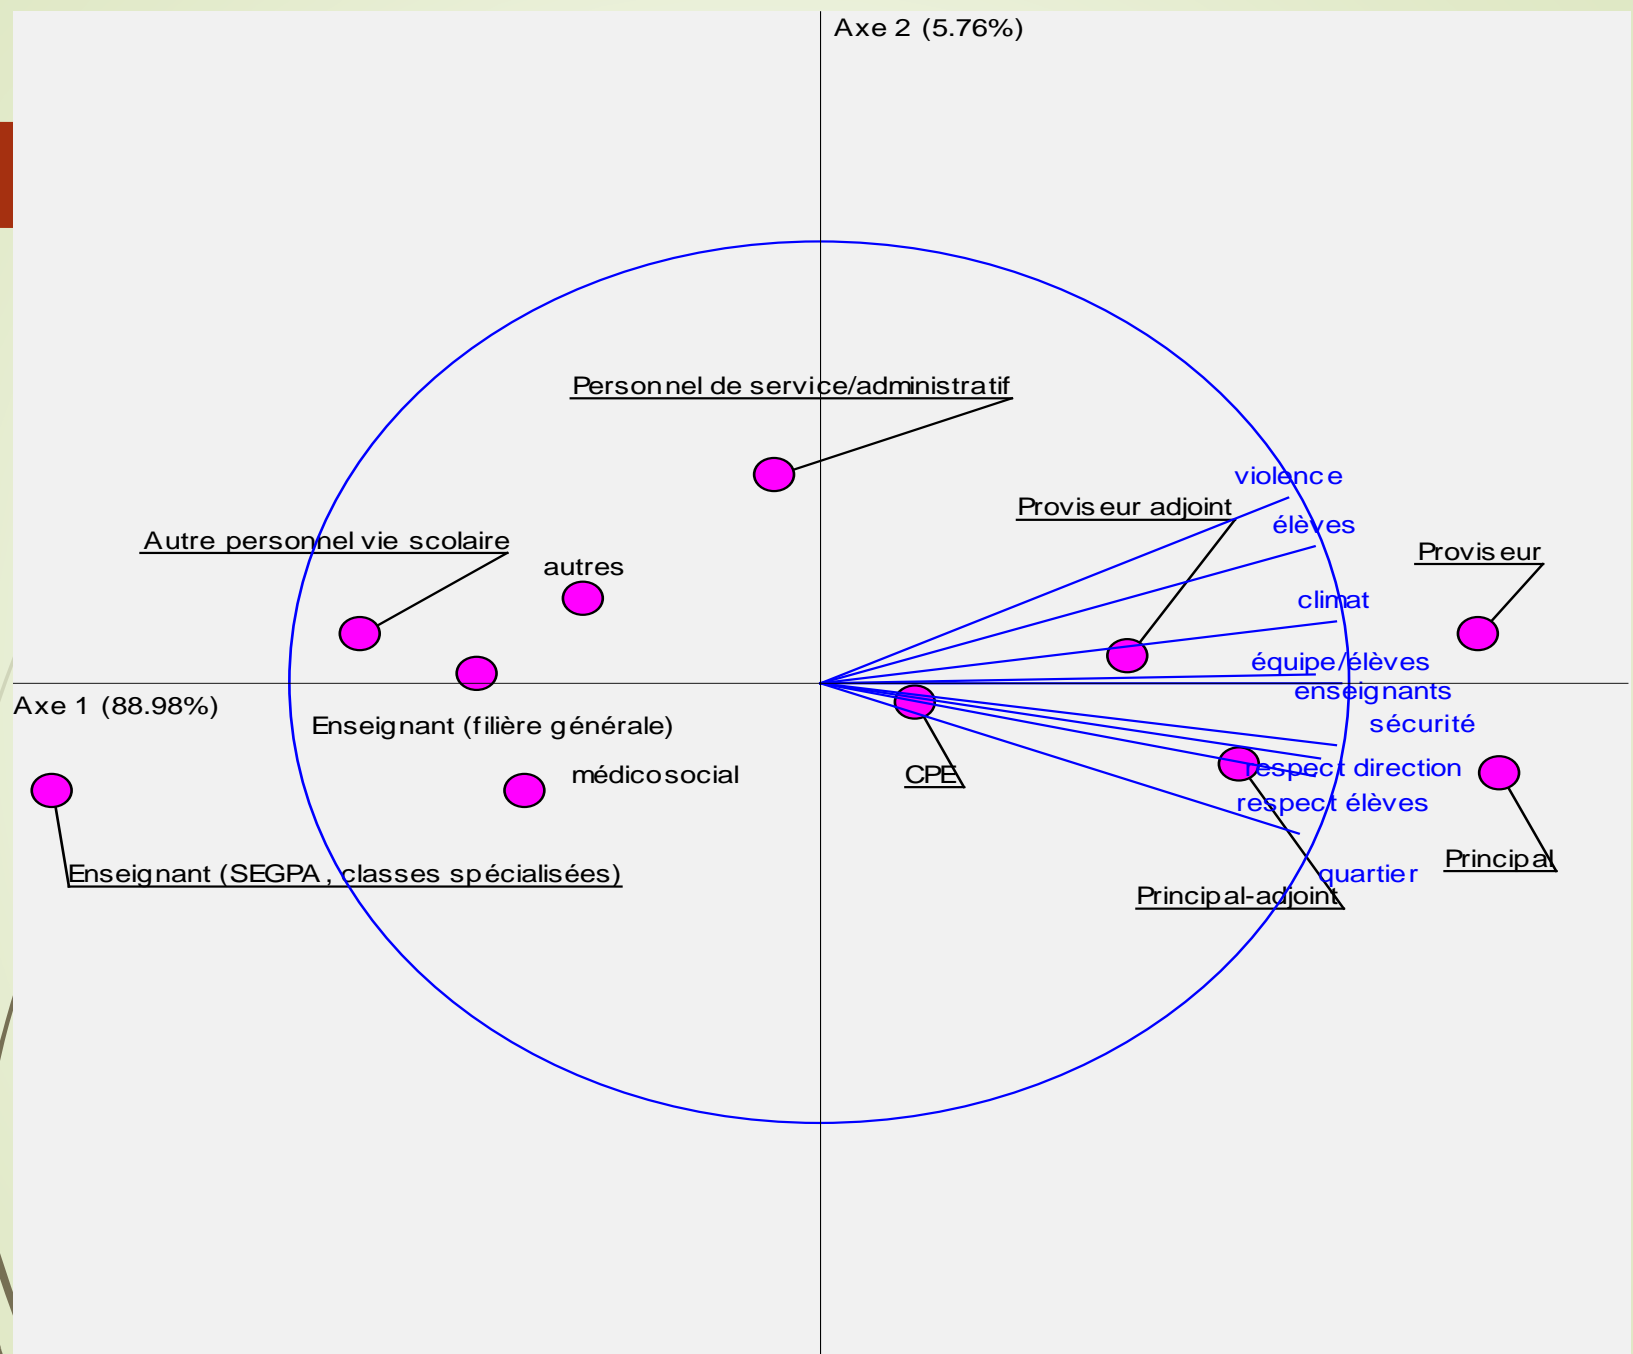 Axe 2 (5.76%)
Personnel de service/administratif
violence
Proviseur adjoint
élèves
Autre personnel vie scolaire
Proviseur
autres
climat
équipe/élèves
enseignants
Axe 1 (88.98%)
Enseignant (filière générale)
sécurité
médicosocial
CPE
respect direction
respect élèves
Principal
Enseignant (SEGPA, classes spécialisées)
quartier
Principal-adjoint